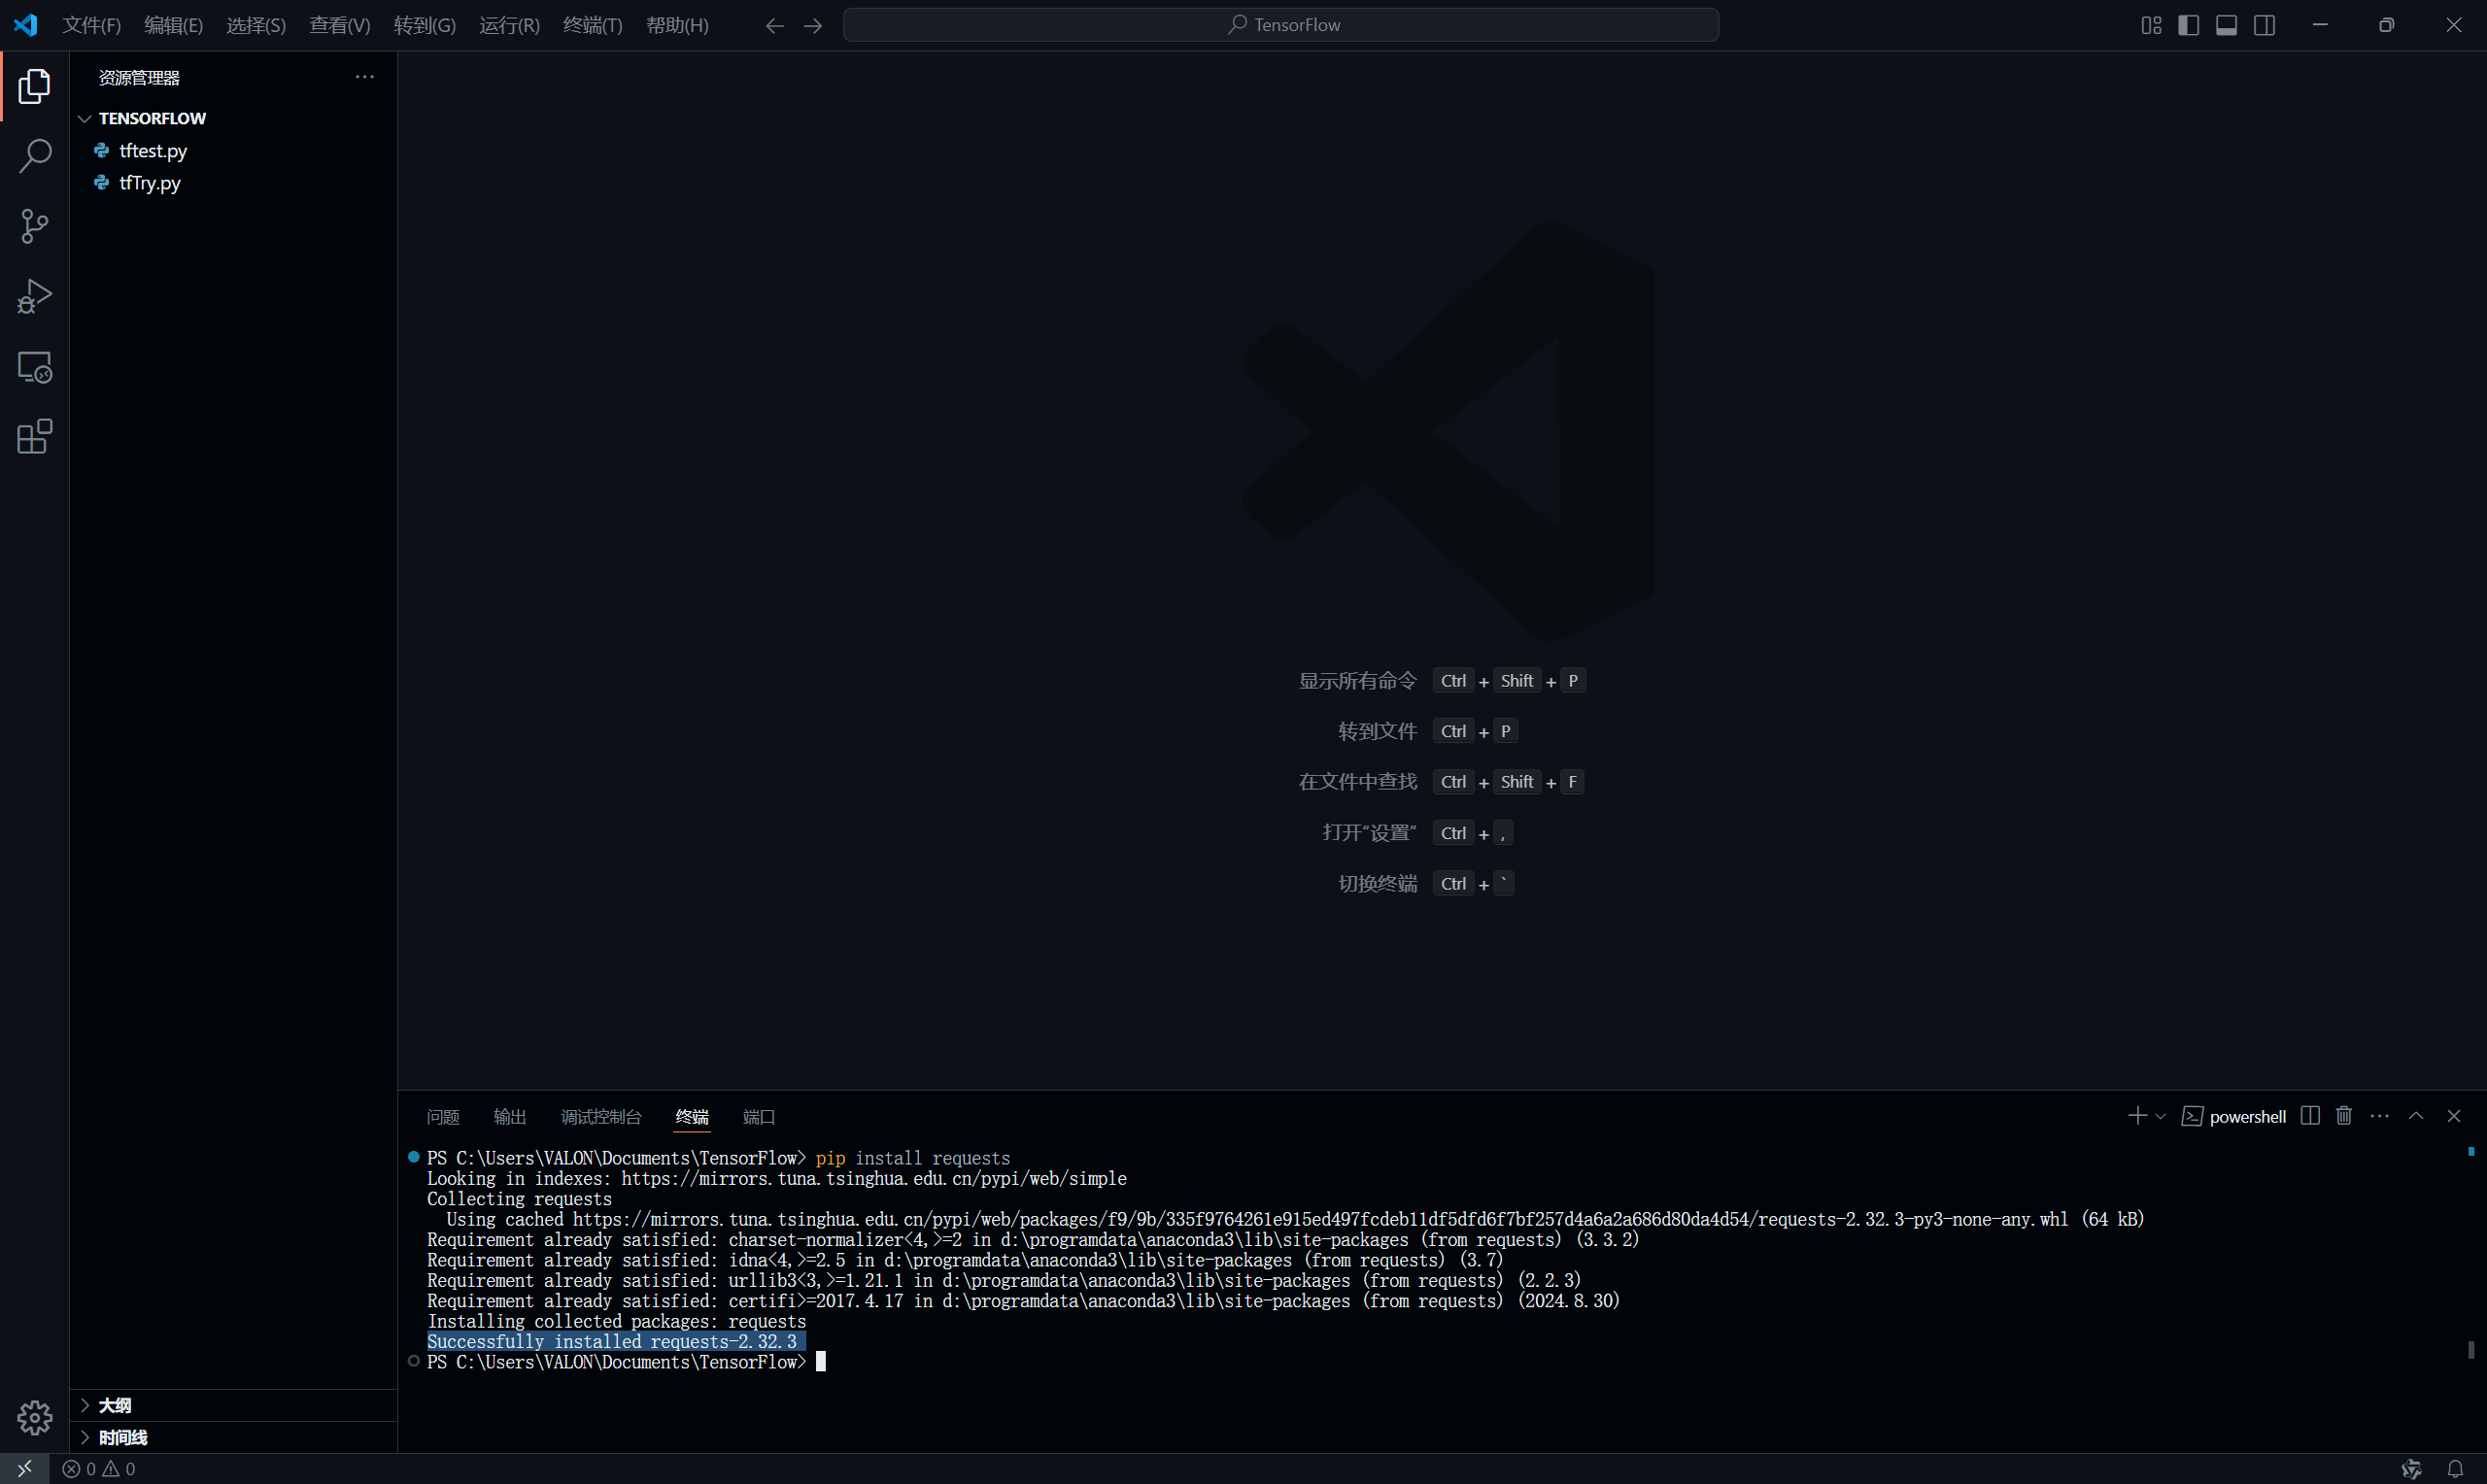 文件(F) 编辑(E) 选择(S) 查看(V) 转到(G) 运行(R) 终端(T) 帮助(H) TensorFlow
资源管理器
TENSORFLOW
tftest.py
tfTry.py
显示所有命令 Ctrl + Shift + P
转到文件 Ctrl + P
在文件中查找 Ctrl + Shift + F
打开“设置” Ctrl + ,
切换终端 Ctrl + `
问题 输出 调试控制台 终端 端口 powershell
PS C:\Users\VALON\Documents\TensorFlow> pip install requests
Looking in indexes: https://mirrors.tuna.tsinghua.edu.cn/pypi/web/simple
Collecting requests
  Using cached https://mirrors.tuna.tsinghua.edu.cn/pypi/web/packages/f9/9b/335f9764261e915ed497fcdeb11df5dfd6f7bf257d4a6a2a686d80da4d54/requests-2.32.3-py3-none-any.whl (64 kB)
Requirement already satisfied: charset-normalizer<4,>=2 in d:\programdata\anaconda3\lib\site-packages (from requests) (3.3.2)
Requirement already satisfied: idna<4,>=2.5 in d:\programdata\anaconda3\lib\site-packages (from requests) (3.7)
Requirement already satisfied: urllib3<3,>=1.21.1 in d:\programdata\anaconda3\lib\site-packages (from requests) (2.2.3)
Requirement already satisfied: certifi>=2017.4.17 in d:\programdata\anaconda3\lib\site-packages (from requests) (2024.8.30)
Installing collected packages: requests
Successfully installed requests-2.32.3
PS C:\Users\VALON\Documents\TensorFlow>
大纲
时间线
0 0